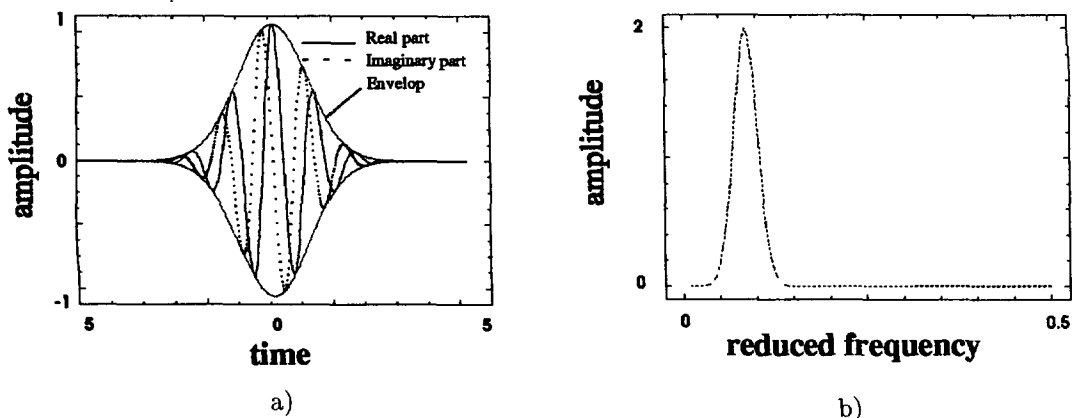 1
Real part
Imaginary part
Envelop
amplitude
0
-1
5
0
5
time
a)
2
amplitude
0
0
0.5
reduced frequency
b)